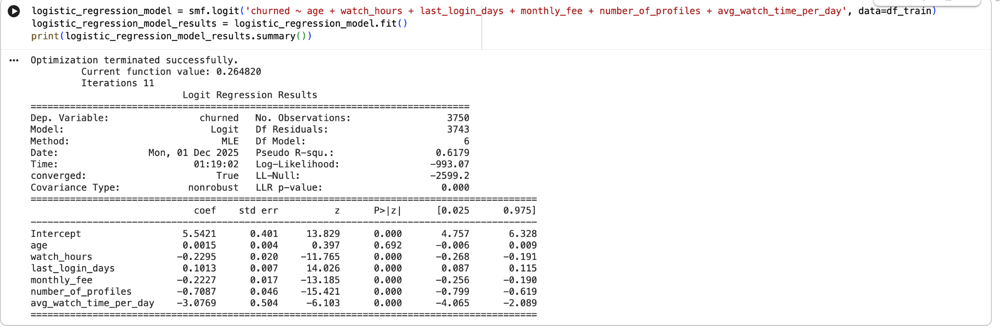 logistic_regression_model = smf.logit('churned ~ age + watch_hours + last_login_days + monthly_fee + number_of_profiles + avg_watch_time_per_day', data=df_train)
logistic_regression_model_results = logistic_regression_model.fit()
print(logistic_regression_model_results.summary())
Optimization terminated successfully.
         Current function value: 0.264820
         Iterations 11
                           Logit Regression Results
==============================================================================
Dep. Variable:                churned   No. Observations:                 3750
Model:                          Logit   Df Residuals:                     3743
Method:                           MLE   Df Model:                            6
Date:                Mon, 01 Dec 2025   Pseudo R-squ.:                  0.6179
Time:                        01:19:02   Log-Likelihood:                -993.07
converged:                       True   LL-Null:                       -2599.2
Covariance Type:            nonrobust   LLR p-value:                     0.000
==========================================================================================
                             coef    std err          z      P>|z|      [0.025      0.975]
------------------------------------------------------------------------------------------
Intercept                  5.5421      0.401     13.829      0.000       4.757       6.328
age                        0.0015      0.004      0.397      0.692      -0.006       0.009
watch_hours               -0.2295      0.020    -11.765      0.000      -0.268      -0.191
last_login_days            0.1013      0.007     14.026      0.000       0.087       0.115
monthly_fee               -0.2227      0.017    -13.185      0.000      -0.256      -0.190
number_of_profiles        -0.7087      0.046    -15.421      0.000      -0.799      -0.619
avg_watch_time_per_day    -3.0769      0.504     -6.103      0.000      -4.065      -2.089
==========================================================================================